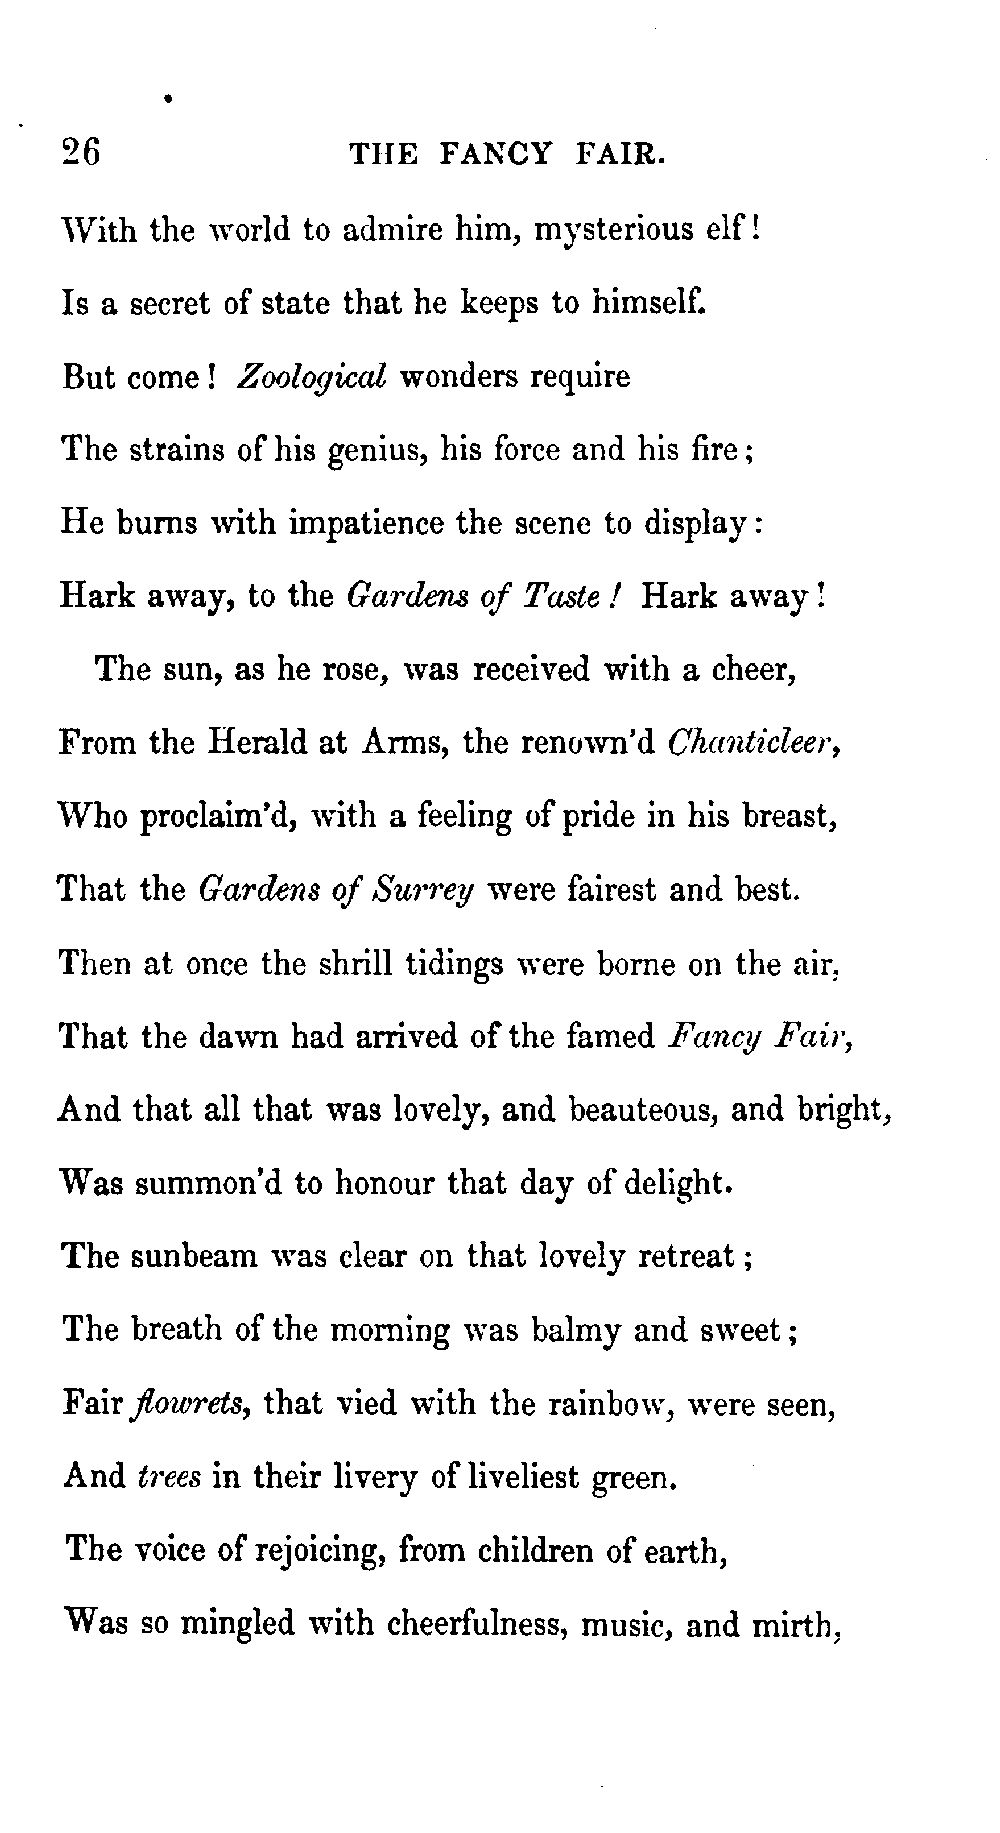 26 THE FANCY FAIR.
With the world to admire him, mysterious elf!
Is a secret of state that he keeps to himself.
But come! Zoological wonders require
The strains of his genius, his force and his fire;
He burns with impatience the scene to display:
Hark away, to the Gardens of Taste! Hark away!
The sun, as he rose, was received with a cheer,
From the Herald at Arms, the renown'd Chanticleer,
Who proclaim'd, with a feeling of pride in his breast,
That the Gardens of Surrey were fairest and best.
Then at once the shrill tidings were borne on the air,
That the dawn had arrived of the famed Fancy Fair,
And that all that was lovely, and beauteous, and bright,
Was summon'd to honour that day of delight.
The sunbeam was clear on that lovely retreat;
The breath of the morning was balmy and sweet;
Fair flowrets, that vied with the rainbow, were seen,
And trees in their livery of liveliest green.
The voice of rejoicing, from children of earth,
Was so mingled with cheerfulness, music, and mirth,